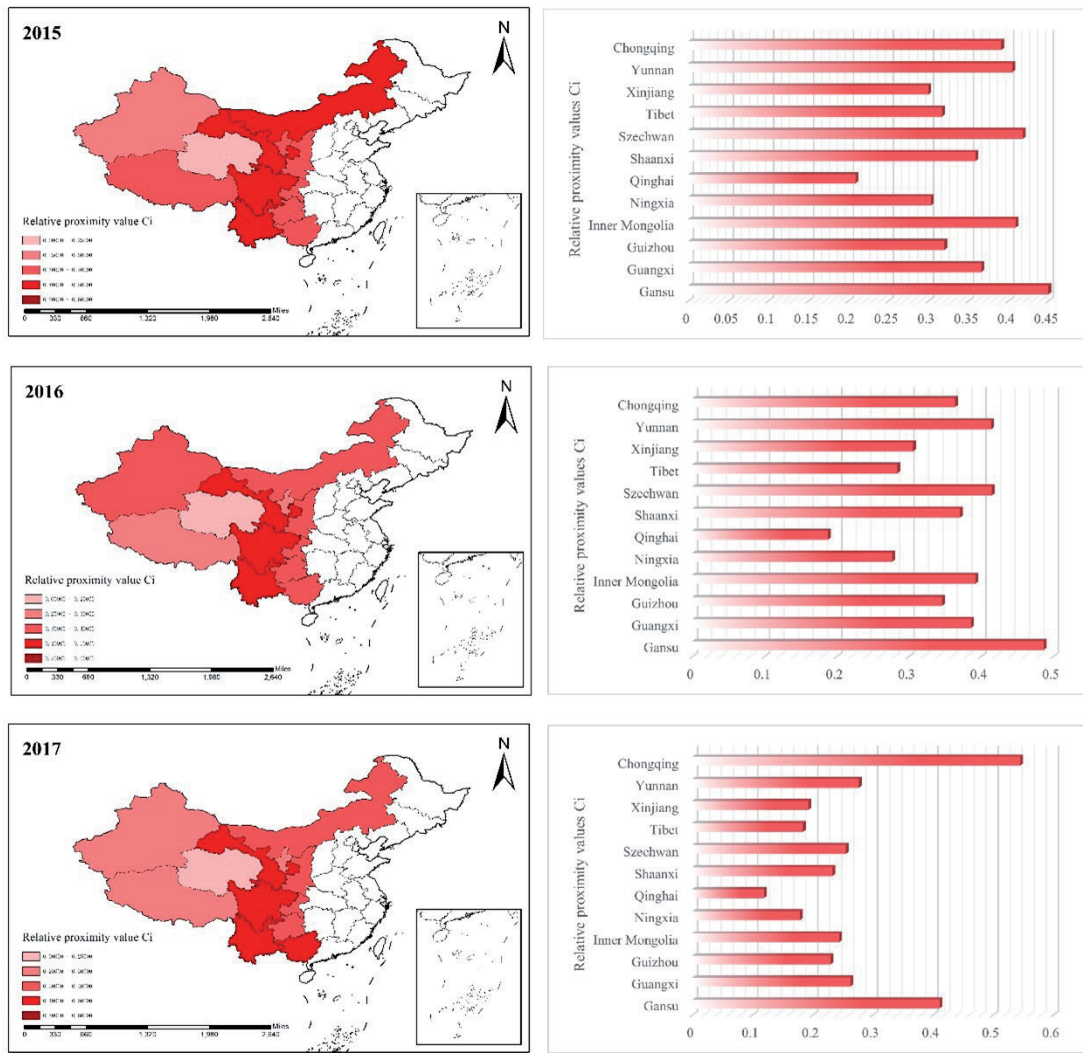 2015
N
Relative proximity value Ci
Miles
0 330 660 1,320 1,980 2,640
Relative proximity values Ci
Chongqing
Yunnan
Xinjiang
Tibet
Szechwan
Shaanxi
Qinghai
Ningxia
Inner Mongolia
Guizhou
Guangxi
Gansu
0 0.05 0.1 0.15 0.2 0.25 0.3 0.35 0.4 0.45
2016
N
Relative proximity value Ci
Miles
0 330 660 1,320 1,980 2,640
Relative proximity values Ci
Chongqing
Yunnan
Xinjiang
Tibet
Szechwan
Shaanxi
Qinghai
Ningxia
Inner Mongolia
Guizhou
Guangxi
Gansu
0 0.1 0.2 0.3 0.4 0.5
2017
N
Relative proximity value Ci
Miles
0 330 660 1,320 1,980 2,640
Relative proximity values Ci
Chongqing
Yunnan
Xinjiang
Tibet
Szechwan
Shaanxi
Qinghai
Ningxia
Inner Mongolia
Guizhou
Guangxi
Gansu
0 0.1 0.2 0.3 0.4 0.5 0.6